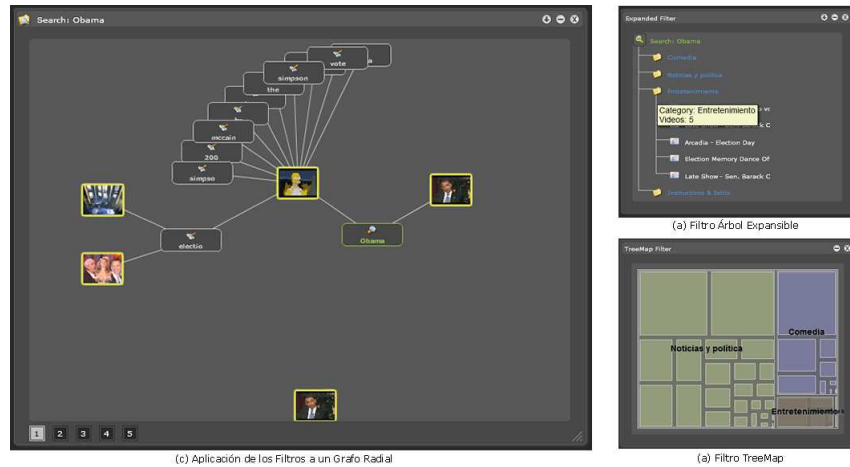 Search: Obama
vote
a
simpson
the
mccain
200
simpso
electio
Obama
1 2 3 4 5
(c) Aplicación de los Filtros a un Grafo Radial
Expanded Filter
Search: Obama
Comedia
Noticias y política
Entretenimiento
Category: Entretenimiento
Videos: 5
Arcadia - Election Day
Election Memory Dance Of
Late Show - Sen. Barack C
(a) Filtro Árbol Expansible
TreeMap Filter
Comedia
Noticias y política
Entretenimiento
(a) Filtro TreeMap